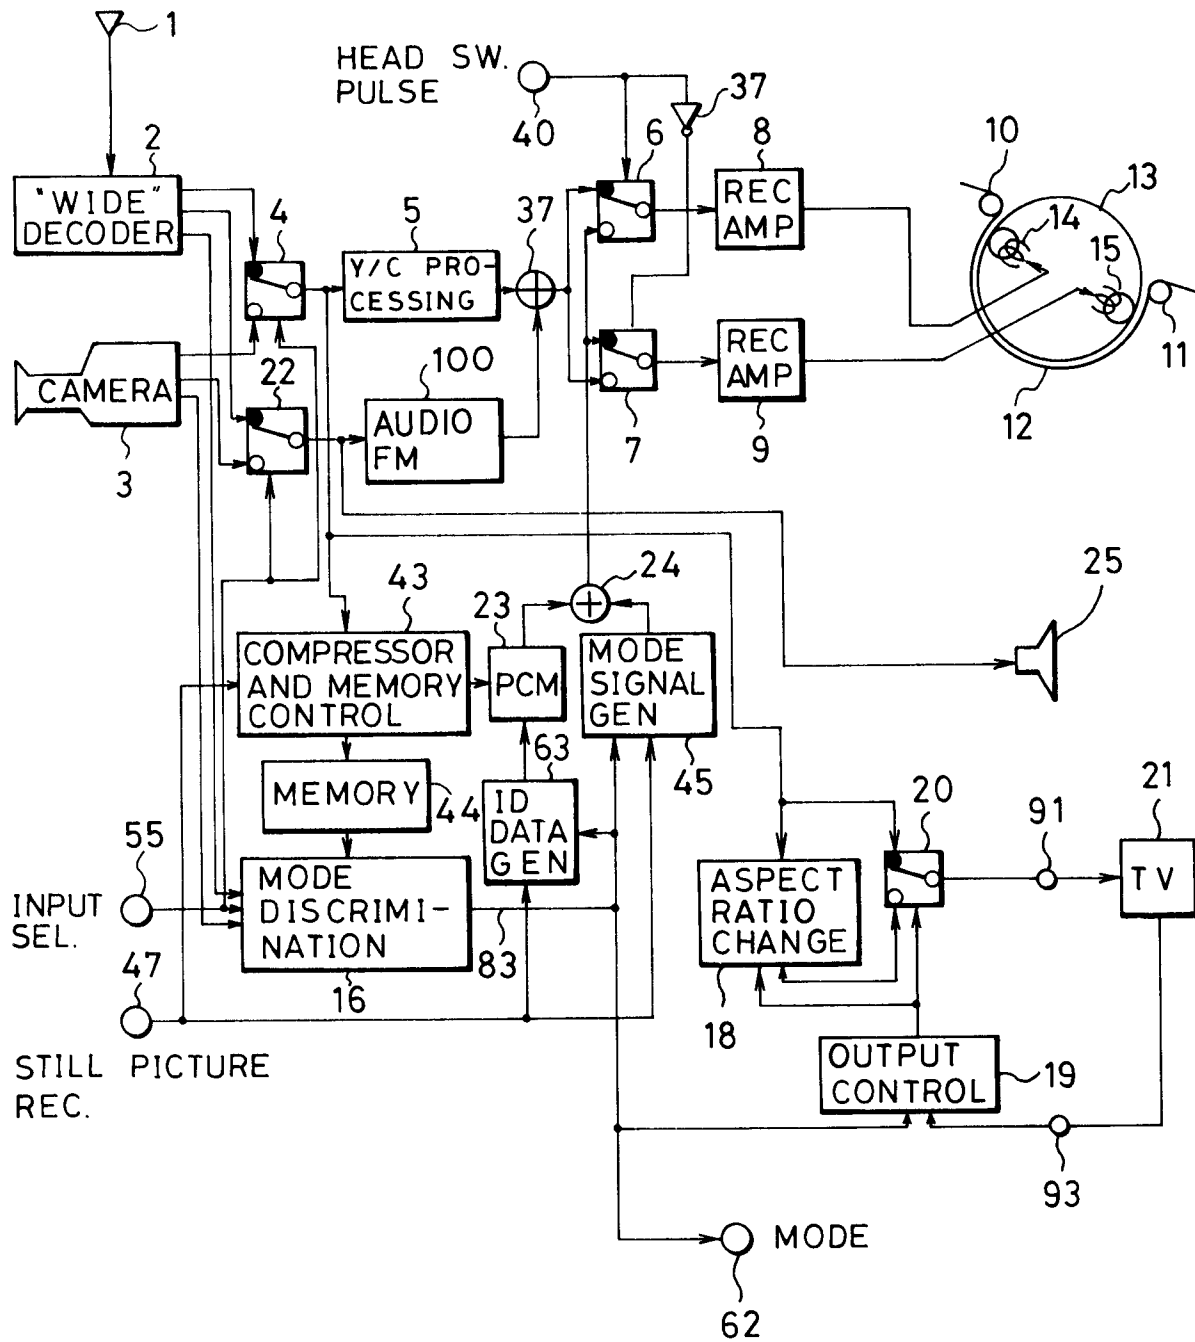 1
HEAD SW.
PULSE
40
37
2
"WIDE"
DECODER
4
5
Y/C PRO-
CESSING
37
6
8
REC
AMP
10
13
14
15
11
12
CAMERA
3
22
100
AUDIO
FM
7
REC
AMP
9
43
COMPRESSOR
AND MEMORY
CONTROL
23
PCM
24
MODE
SIGNAL
GEN
45
25
MEMORY
44
63
ID
DATA
GEN
55
INPUT
SEL.
MODE
DISCRIMI-
NATION
83
16
47
STILL PICTURE
REC.
ASPECT
RATIO
CHANGE
18
20
91
21
TV
OUTPUT
CONTROL
19
93
MODE
62